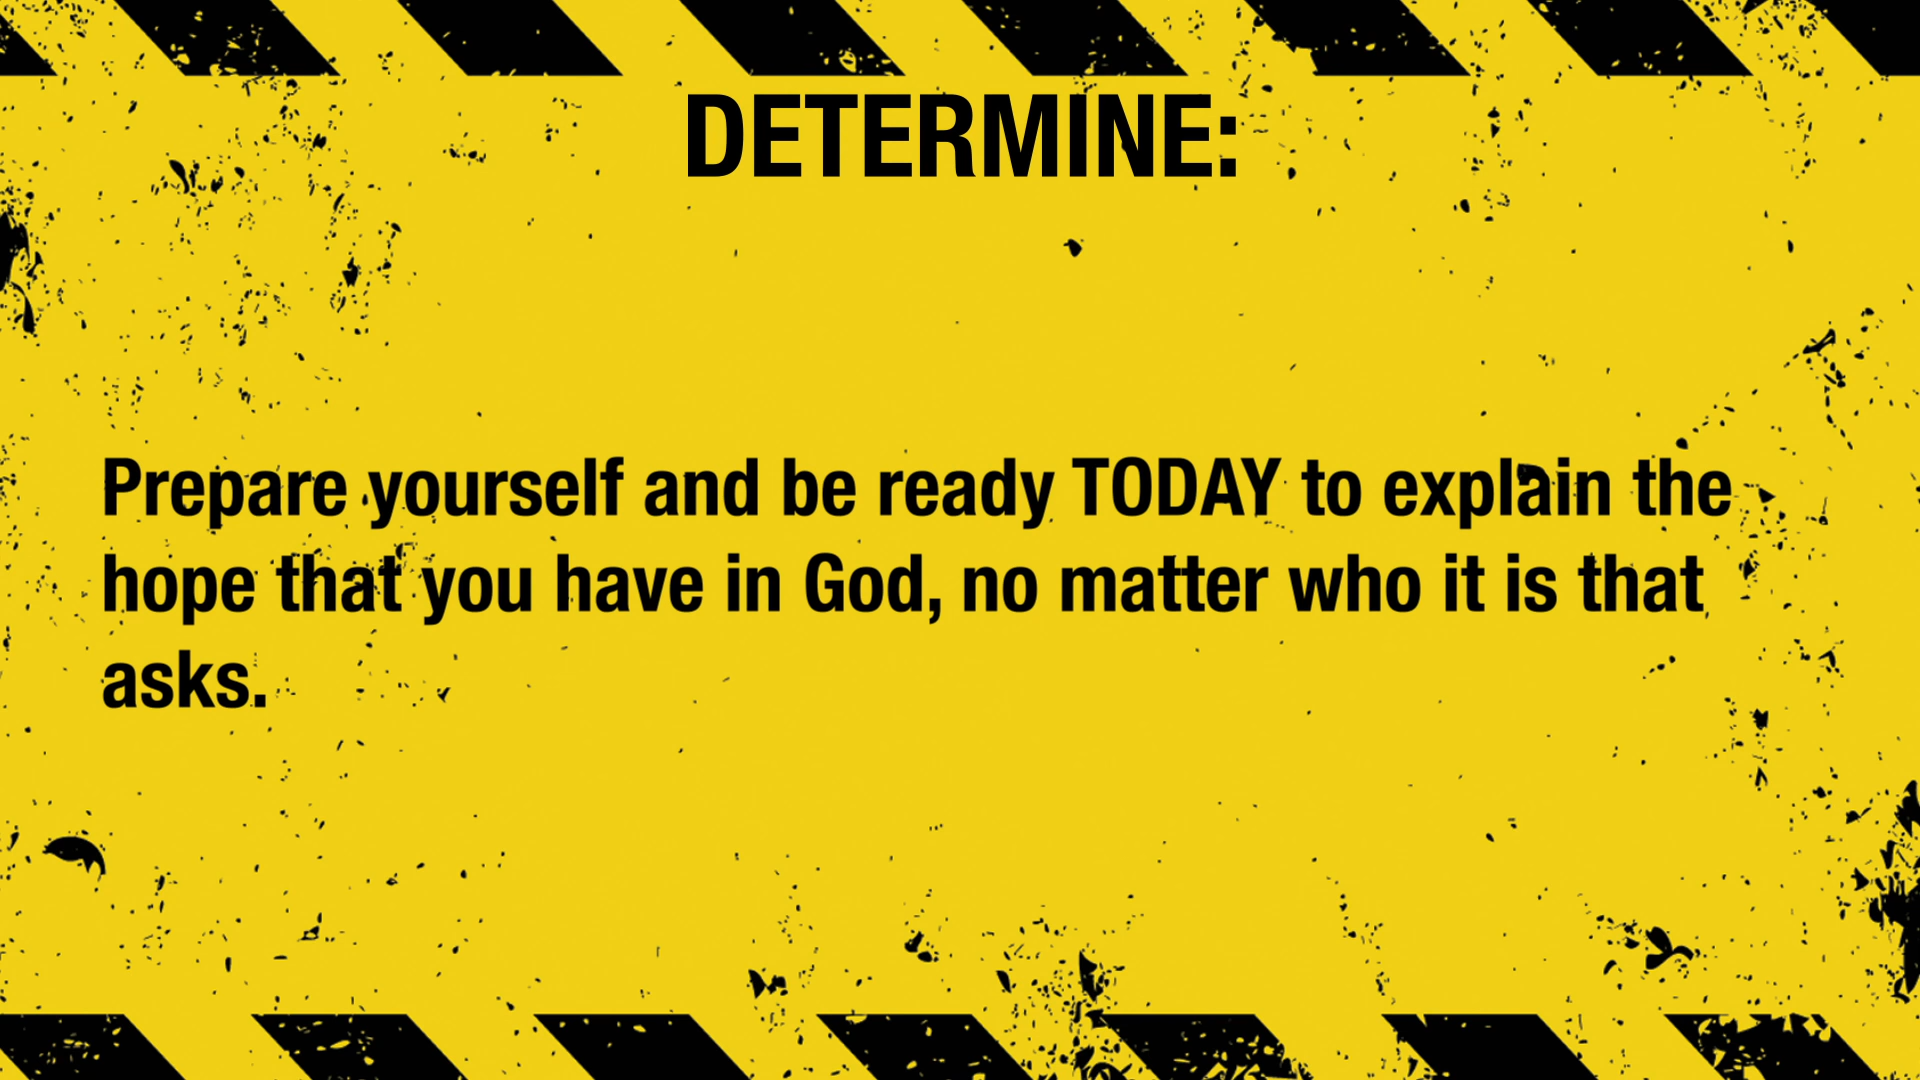 DETERMINE:
Prepare yourself and be ready TODAY to explain the
hope that you have in God, no matter who it is that
asks.